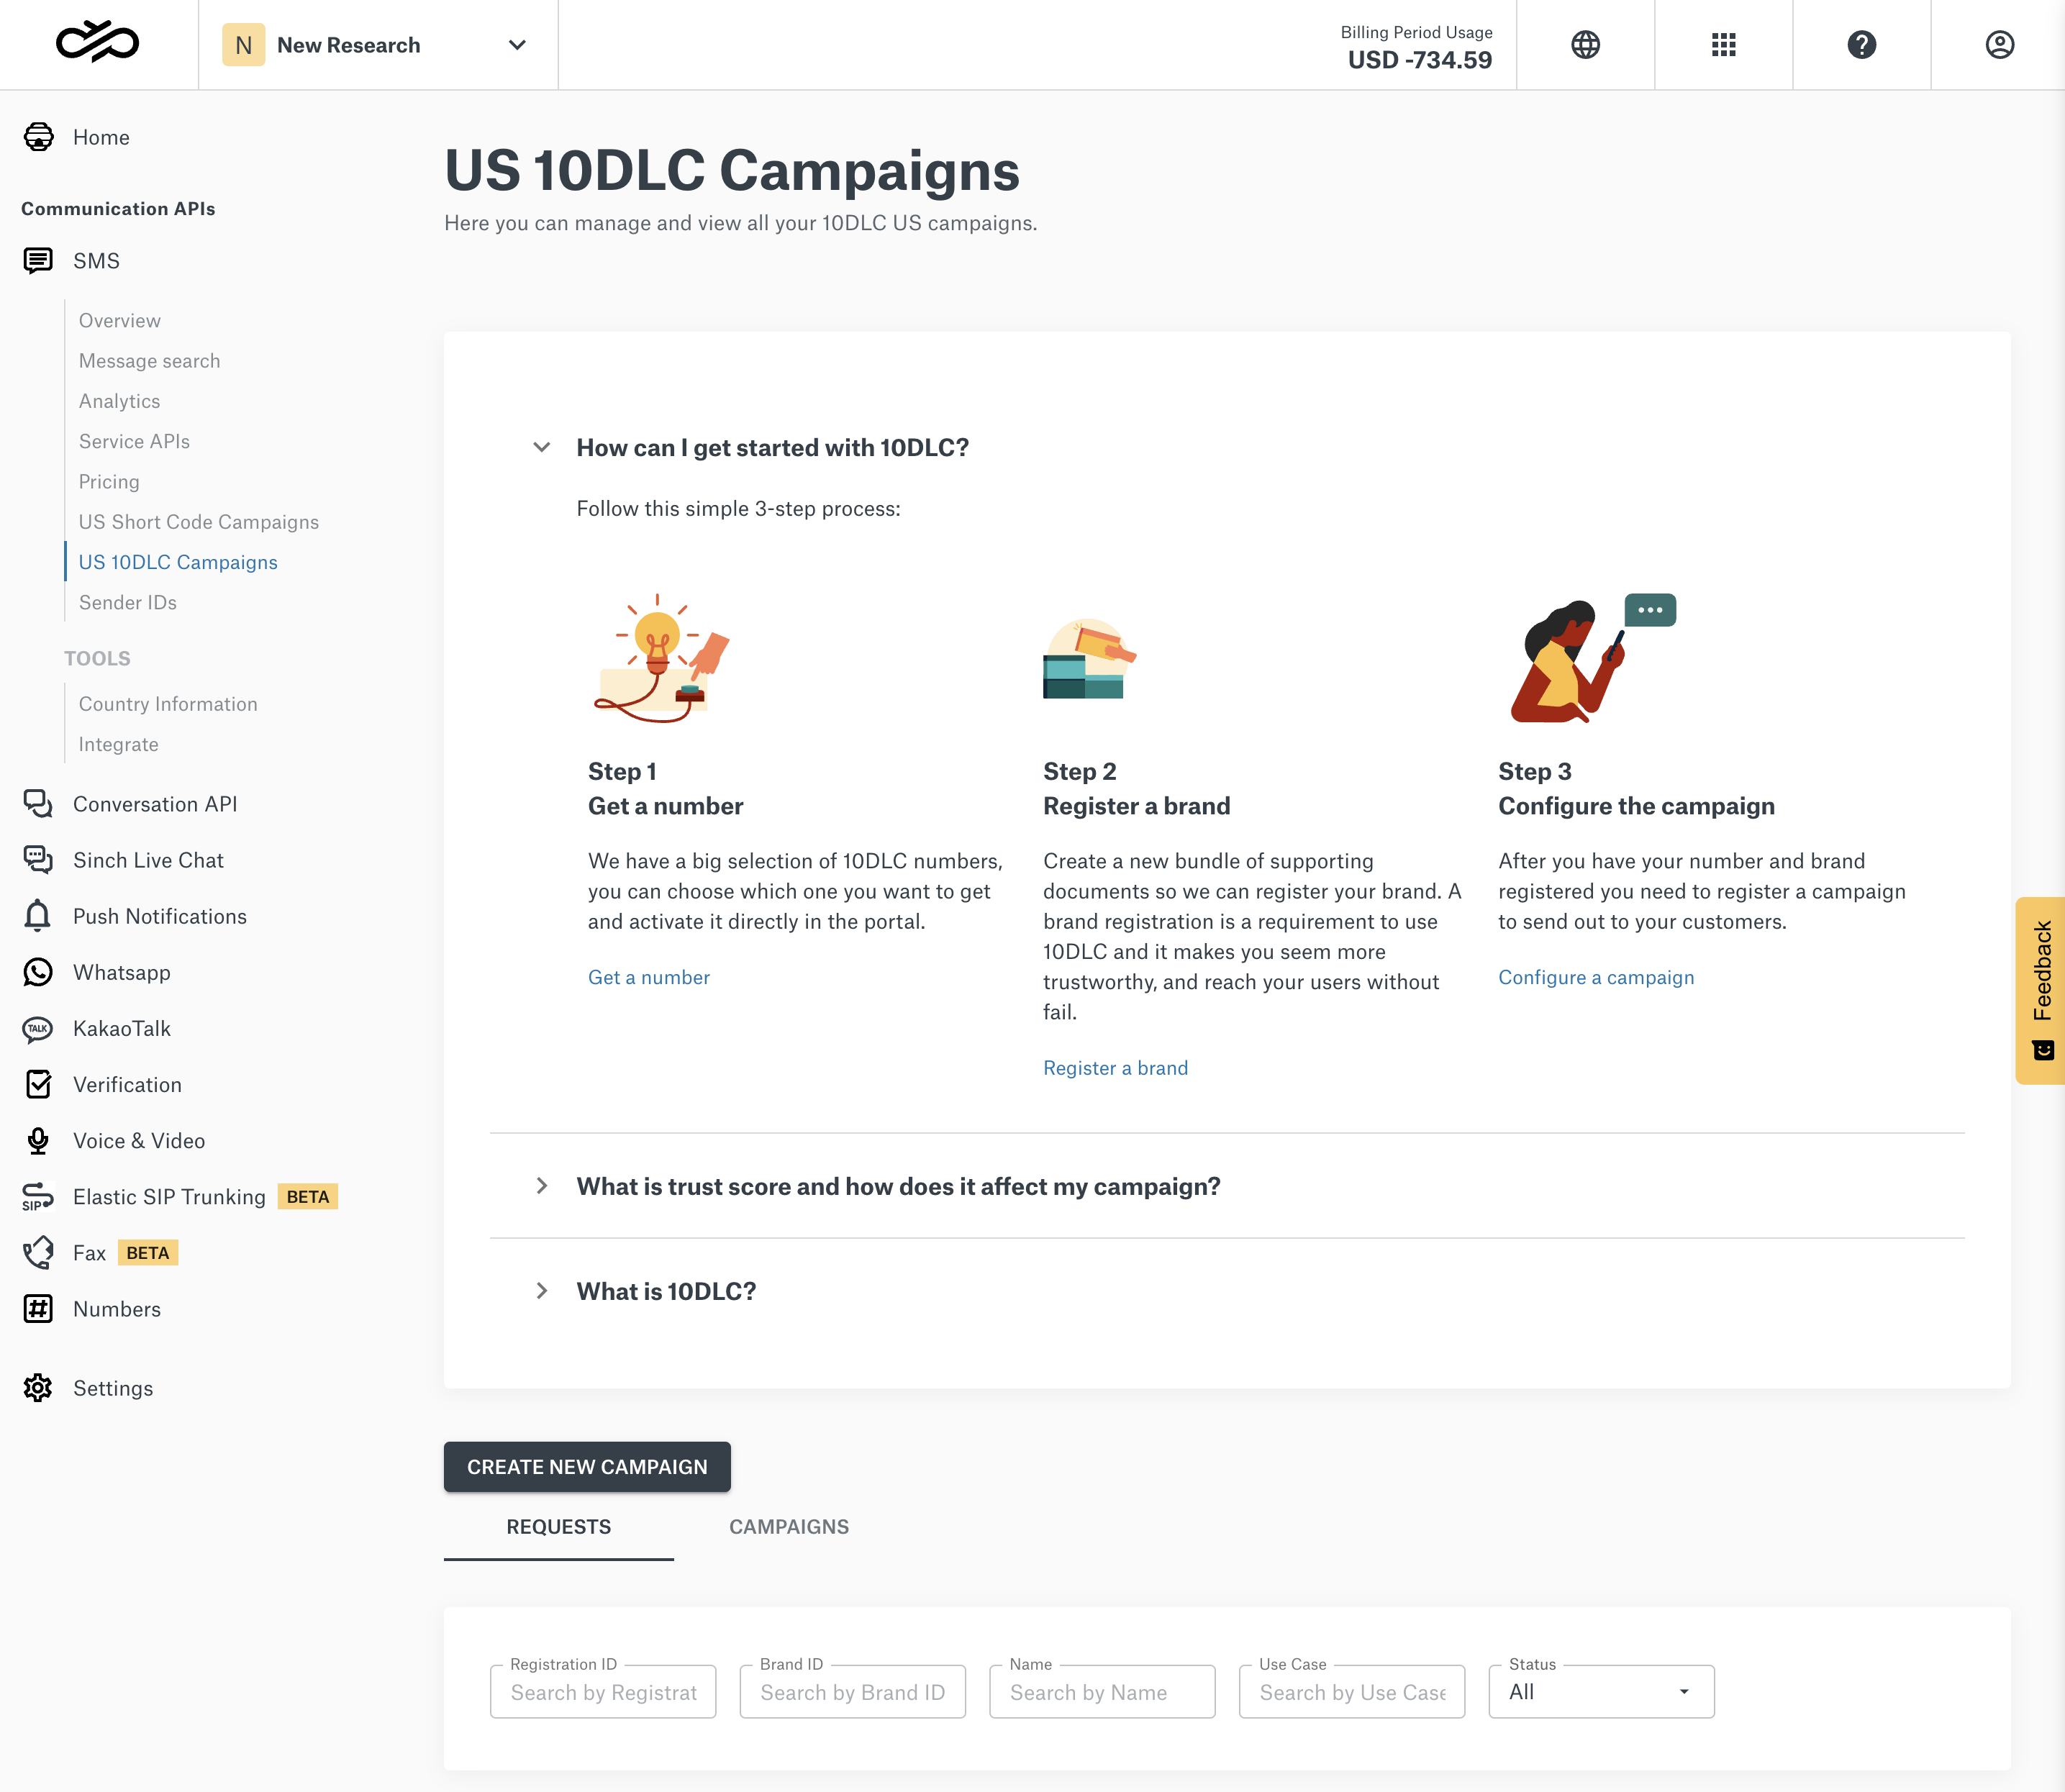 N New Research
Billing Period Usage
USD -734.59
Home
Communication APIs
SMS
Overview
Message search
Analytics
Service APIs
Pricing
US Short Code Campaigns
US 10DLC Campaigns
Sender IDs
TOOLS
Country Information
Integrate
Conversation API
Sinch Live Chat
Push Notifications
Whatsapp
TALK KakaoTalk
Verification
Voice & Video
SIP Elastic SIP Trunking BETA
Fax BETA
Numbers
Settings
US 10DLC Campaigns
Here you can manage and view all your 10DLC US campaigns.
How can I get started with 10DLC?
Follow this simple 3-step process:
Step 1
Get a number
We have a big selection of 10DLC numbers,
you can choose which one you want to get
and activate it directly in the portal.
Get a number
Step 2
Register a brand
Create a new bundle of supporting
documents so we can register your brand. A
brand registration is a requirement to use
10DLC and it makes you seem more
trustworthy, and reach your users without
fail.
Register a brand
Step 3
Configure the campaign
After you have your number and brand
registered you need to register a campaign
to send out to your customers.
Configure a campaign
What is trust score and how does it affect my campaign?
What is 10DLC?
Feedback
CREATE NEW CAMPAIGN
REQUESTS CAMPAIGNS
Registration ID
Search by Registrat
Brand ID
Search by Brand ID
Name
Search by Name
Use Case
Search by Use Case
Status
All